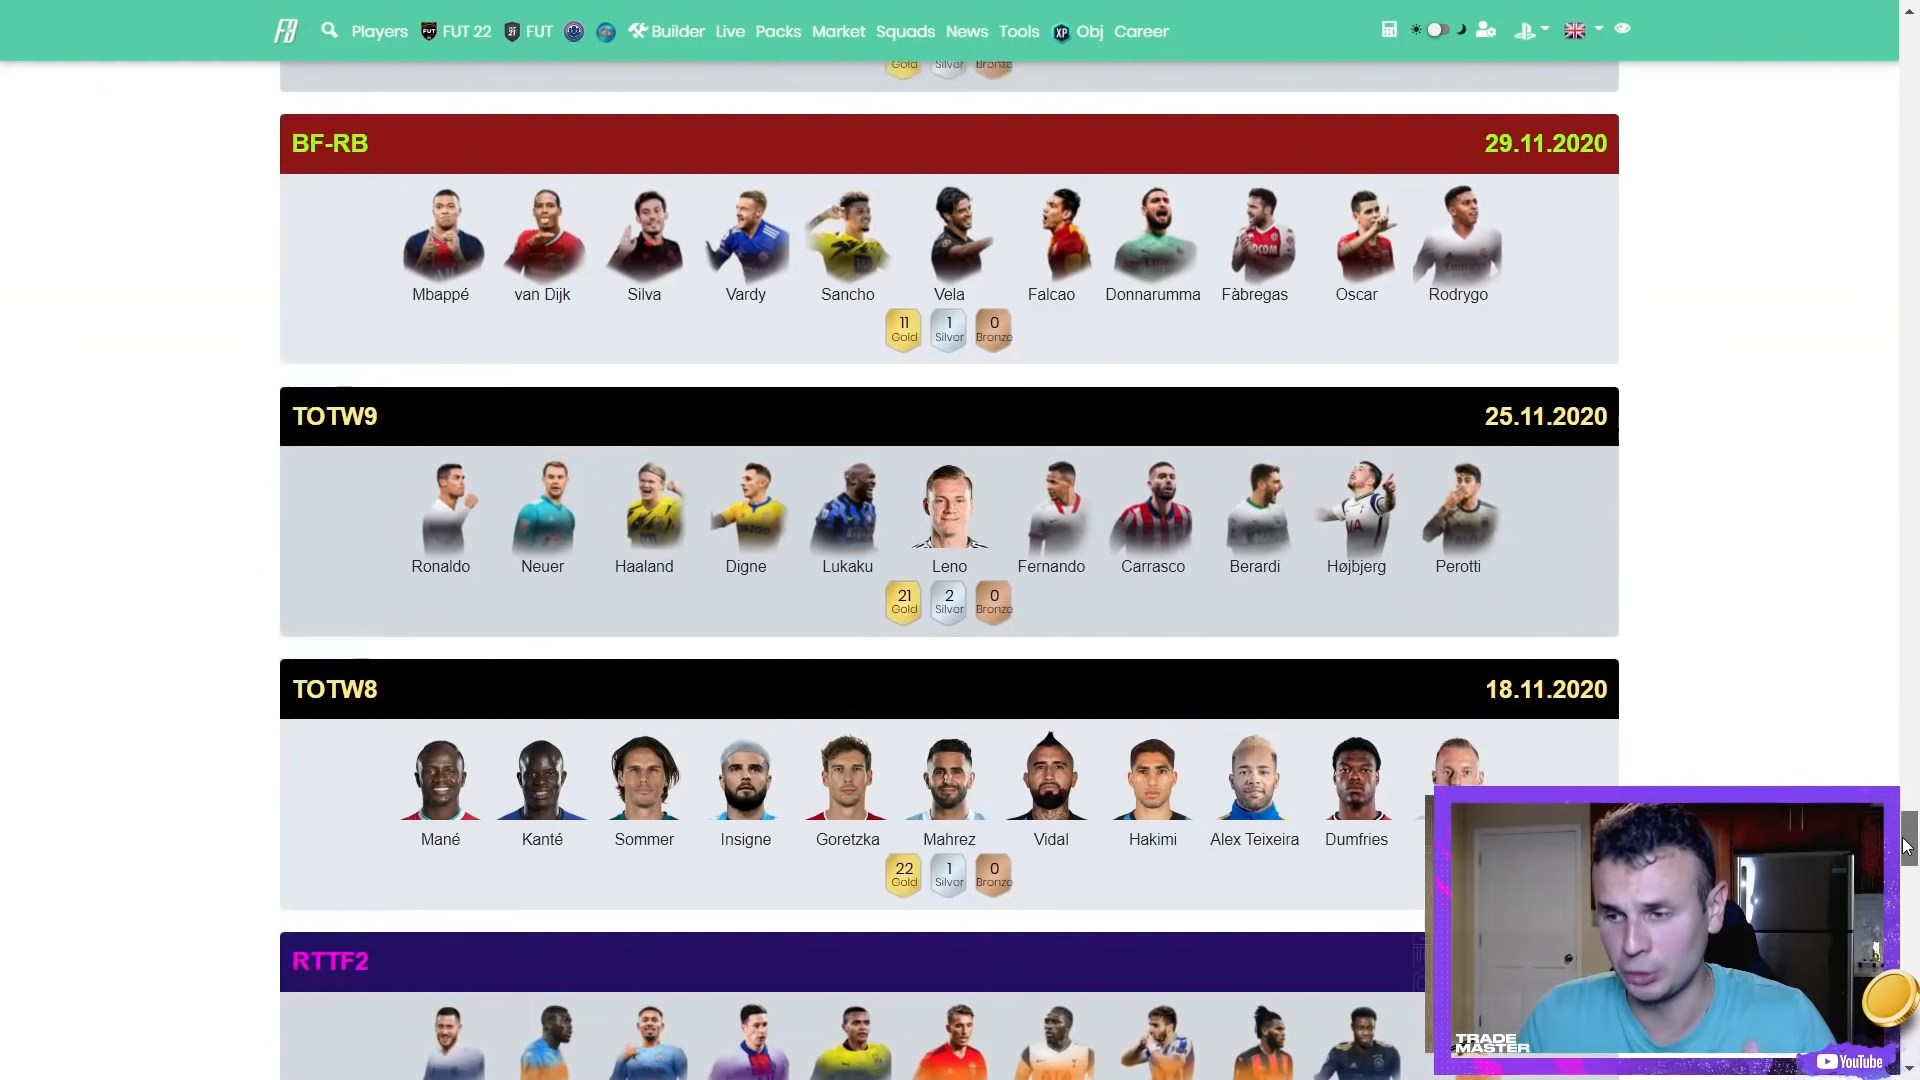 Players FUT 22 FUT Builder Live Packs Market Squads News Tools XP Obj Career
Gold Silver Bronze
BF-RB 29.11.2020
Mbappé van Dijk Silva Vardy Sancho Vela Falcao Donnarumma Fàbregas Oscar Rodrygo
11 1 0
Gold Silver Bronze
TOTW9 25.11.2020
Ronaldo Neuer Haaland Digne Lukaku Leno Fernando Carrasco Berardi Højbjerg Perotti
21 2 0
Gold Silver Bronze
TOTW8 18.11.2020
Mané Kanté Sommer Insigne Goretzka Mahrez Vidal Hakimi Alex Teixeira Dumfries
22 1 0
Gold Silver Bronze
RTTF2
TRADE
MASTER
YouTube